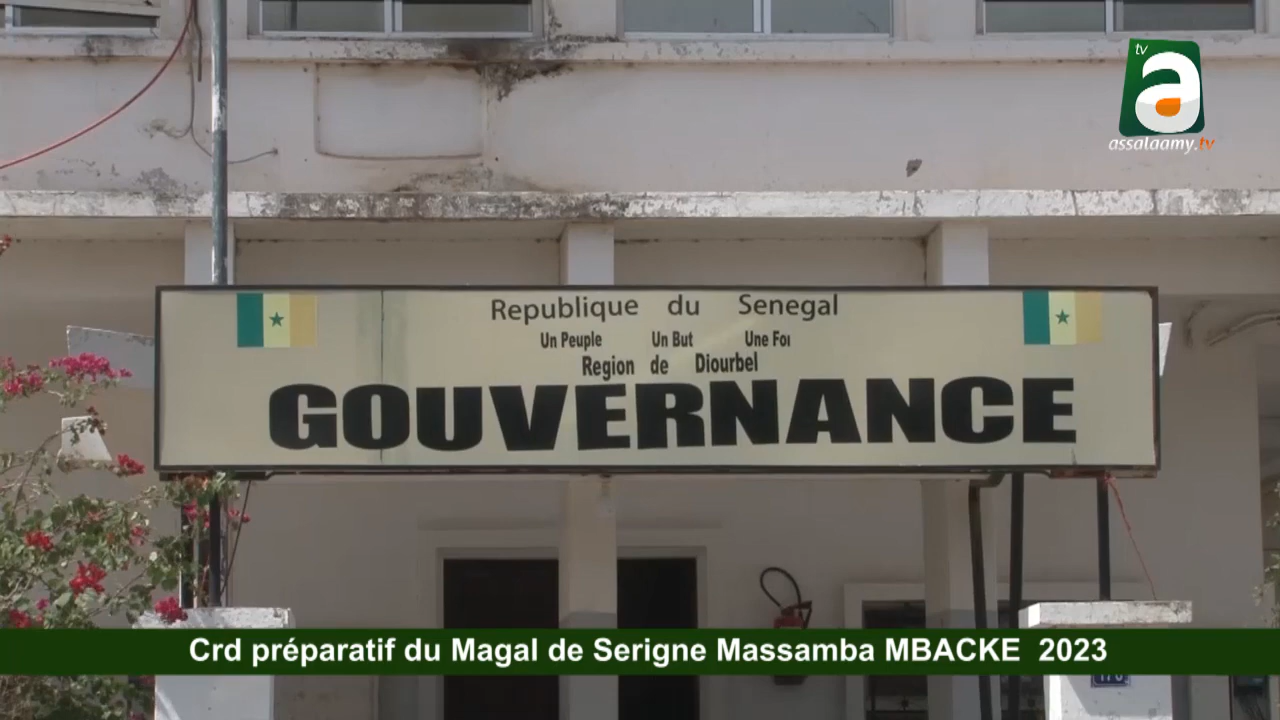 tv
a
assalaamy.tv
Republique du Senegal
Un Peuple Un But Une Foi
Region de Diourbel
GOUVERNANCE
Crd préparatif du Magal de Serigne Massamba MBACKE 2023